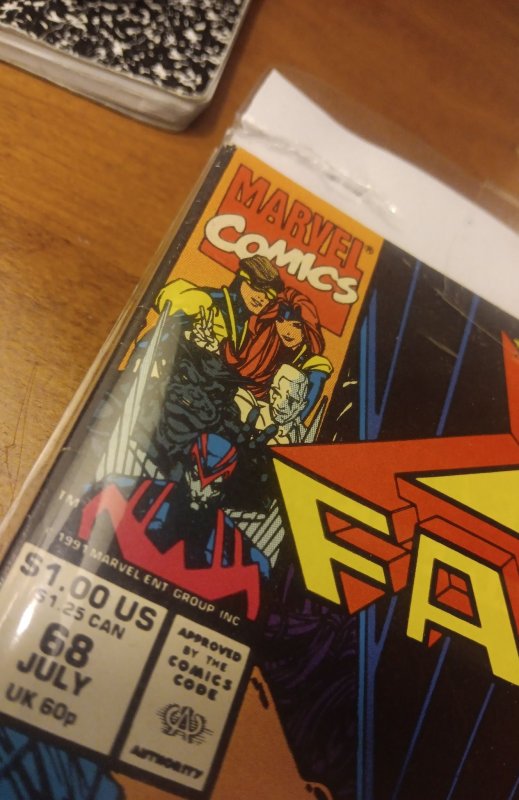 MARVEL®
COMICS
TM
1991 MARVEL ENT GROUP, INC
$1.00 US
$1.25 CAN
68
JULY
UK 60p
APPROVED
BY THE
COMICS
CODE
AUTHORITY
FA